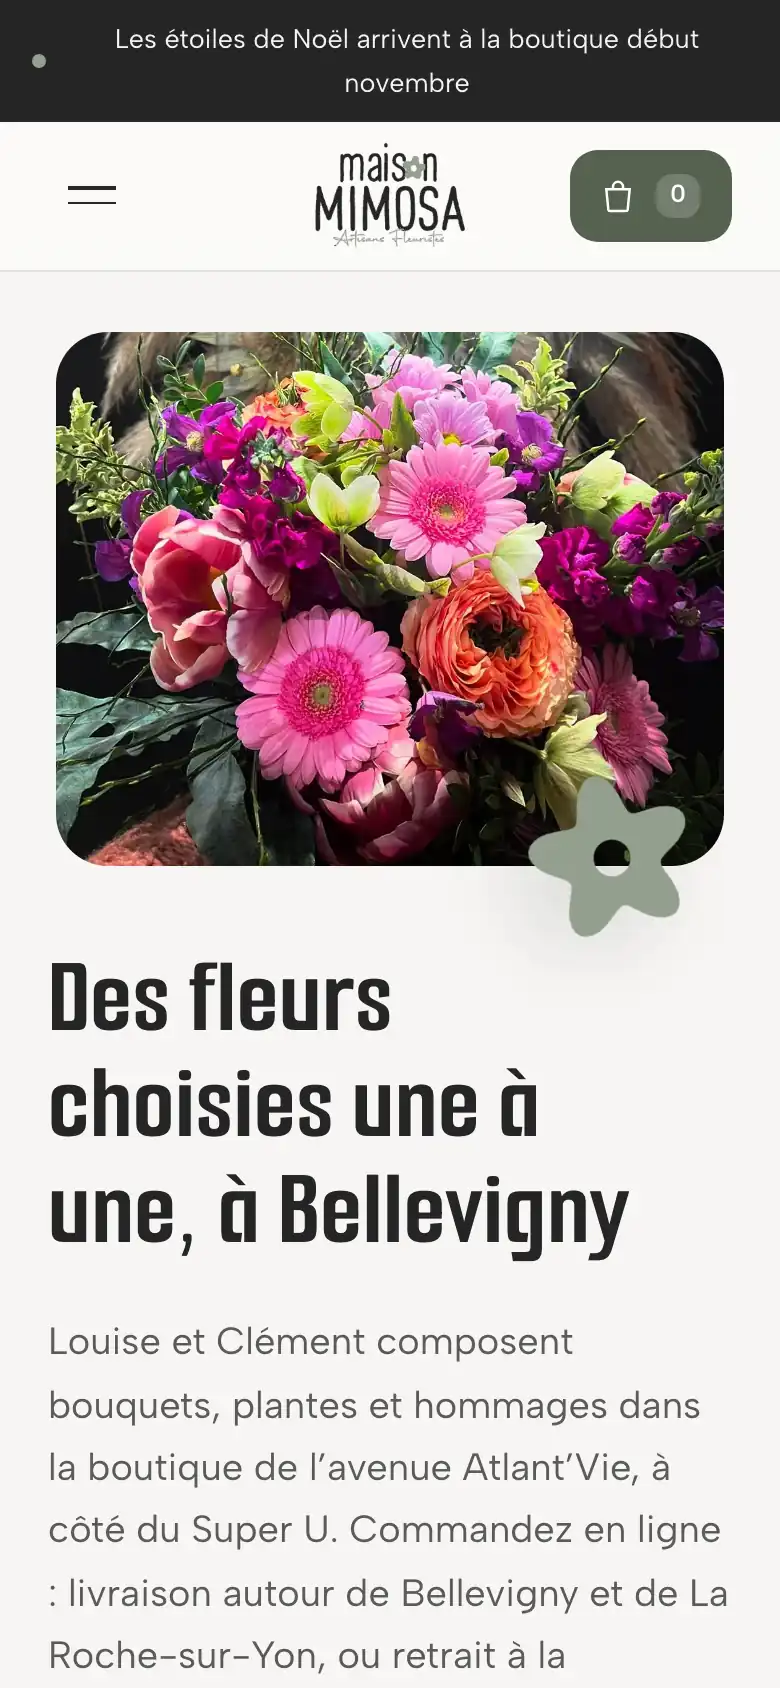 Les étoiles de Noël arrivent à la boutique début
novembre
maison
MIMOSA
Artisans Fleuristes
0
Des fleurs
choisies une à
une, à Bellevigny
Louise et Clément composent
bouquets, plantes et hommages dans
la boutique de l’avenue Atlant’Vie, à
côté du Super U. Commandez en ligne
: livraison autour de Bellevigny et de La
Roche-sur-Yon, ou retrait à la